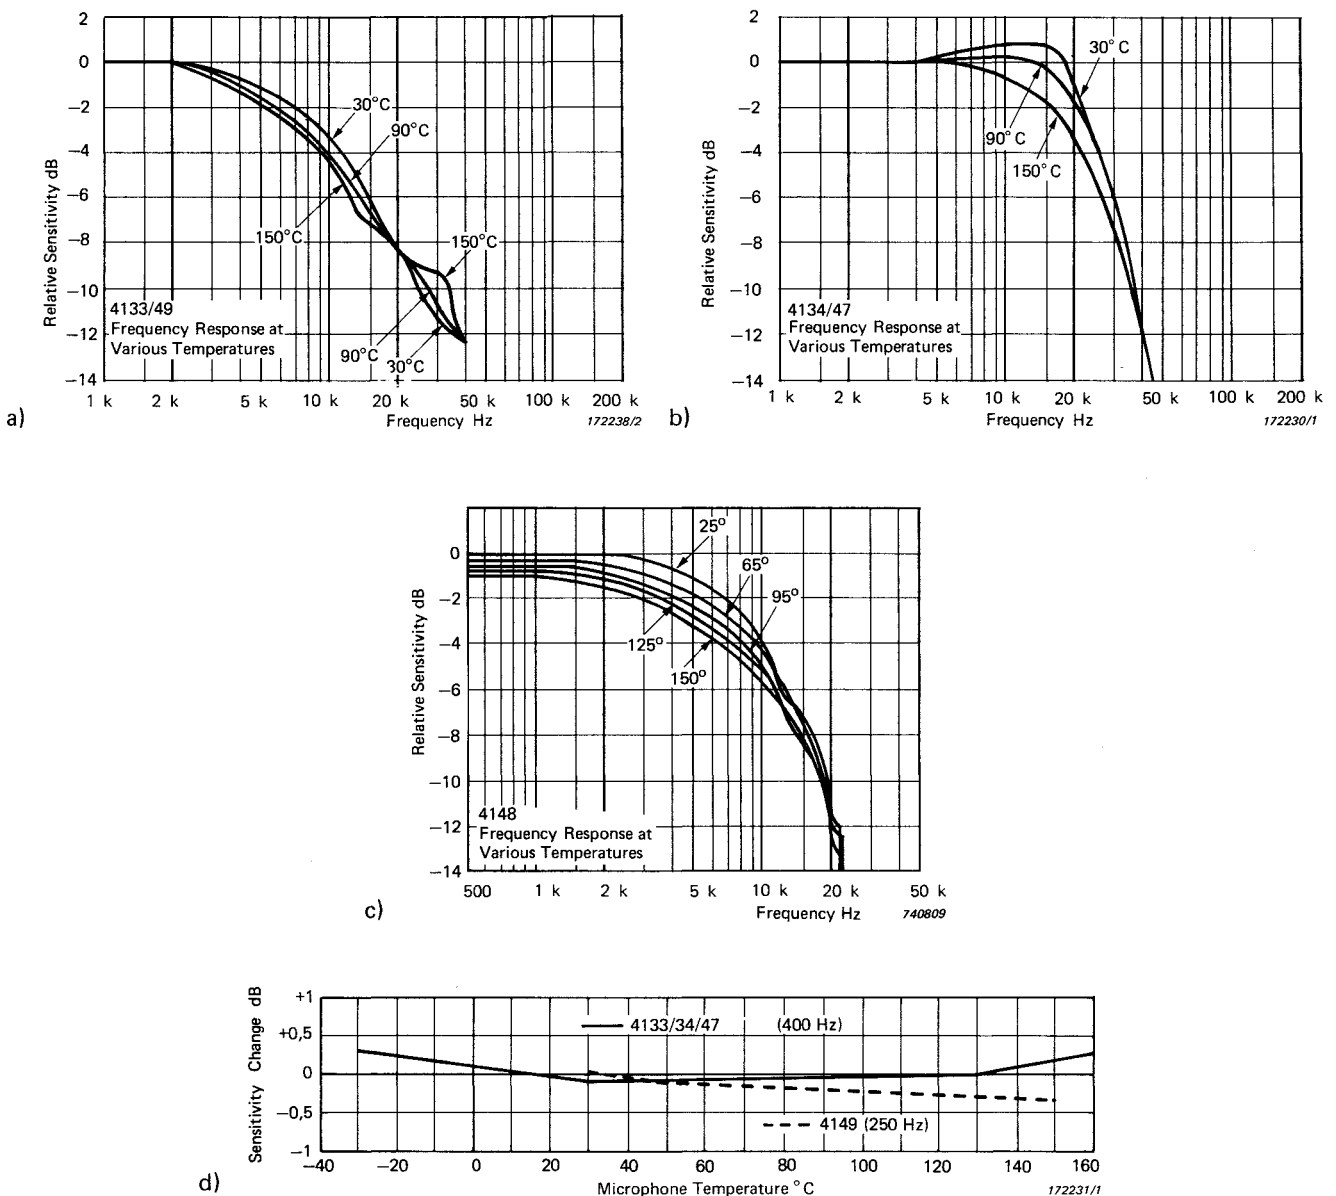 2
0
−2
−4
−6
−8
−10
−12
−14
Relative Sensitivity dB
30°C
90°C
150°C
150°C
90°C
30°C
4133/49
Frequency Response at
Various Temperatures
1 k 2 k 5 k 10 k 20 k 50 k 100 k 200 k
Frequency Hz
172238/2
a)
2
0
−2
−4
−6
−8
−10
−12
−14
Relative Sensitivity dB
30°C
90°C
150°C
4134/47
Frequency Response at
Various Temperatures
1 k 2 k 5 k 10 k 20 k 50 k 100 k 200 k
Frequency Hz
172230/1
b)
0
−2
−4
−6
−8
−10
−12
−14
Relative Sensitivity dB
25°
65°
95°
125°
150°
4148
Frequency Response at
Various Temperatures
500 1 k 2 k 5 k 10 k 20 k 50 k
Frequency Hz
740809
c)
Sensitivity Change dB
+1
+0,5
0
−0,5
−1
4133/34/47 (400 Hz)
4149 (250 Hz)
−40 −20 0 20 40 60 80 100 120 140 160
Microphone Temperature °C
172231/1
d)